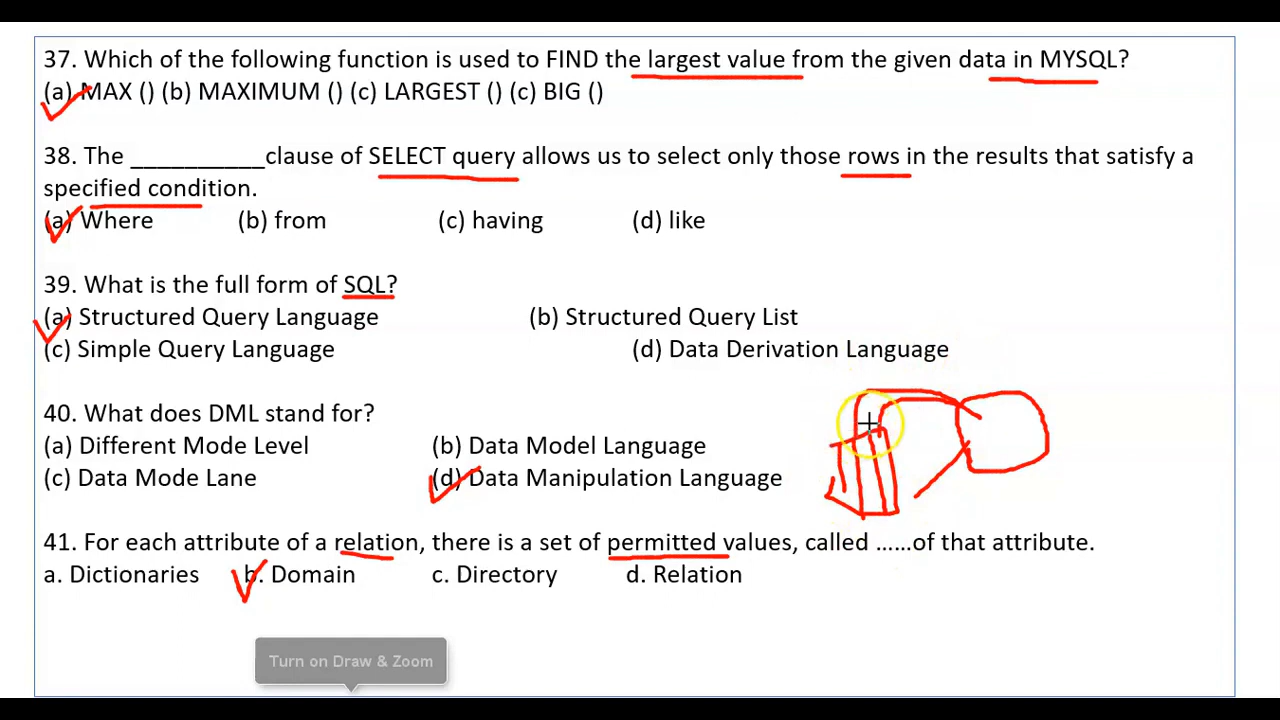 37. Which of the following function is used to FIND the largest value from the given data in MYSQL?
(a) MAX () (b) MAXIMUM () (c) LARGEST () (c) BIG ()
38. The __________clause of SELECT query allows us to select only those rows in the results that satisfy a
specified condition.
(a) Where (b) from (c) having (d) like
39. What is the full form of SQL?
(a) Structured Query Language (b) Structured Query List
(c) Simple Query Language (d) Data Derivation Language
40. What does DML stand for?
(a) Different Mode Level (b) Data Model Language
(c) Data Mode Lane (d) Data Manipulation Language
41. For each attribute of a relation, there is a set of permitted values, called ……of that attribute.
a. Dictionaries b. Domain c. Directory d. Relation
Turn on Draw & Zoom